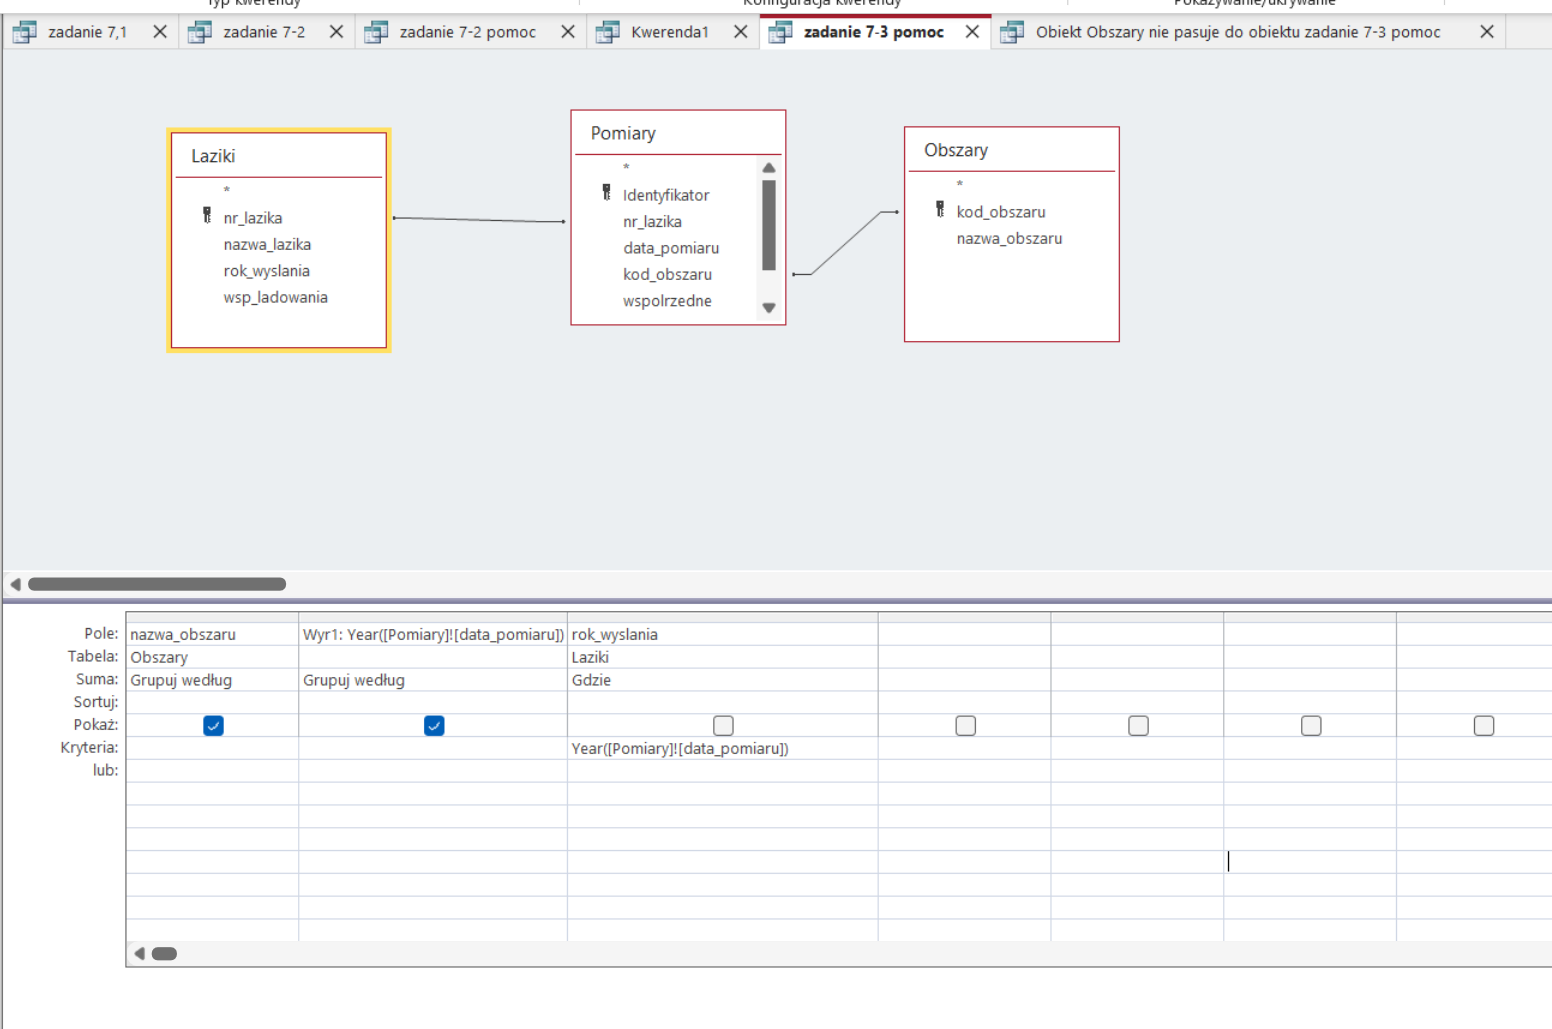 Typ kwerendy Konfiguracja kwerendy Pokazywanie/ukrywanie
zadanie 7,1 zadanie 7-2 zadanie 7-2 pomoc Kwerenda1 zadanie 7-3 pomoc Obiekt Obszary nie pasuje do obiektu zadanie 7-3 pomoc
Laziki
*
nr_lazika
nazwa_lazika
rok_wyslania
wsp_ladowania
Pomiary
*
Identyfikator
nr_lazika
data_pomiaru
kod_obszaru
wspolrzedne
Obszary
*
kod_obszaru
nazwa_obszaru
Pole: nazwa_obszaru Wyr1: Year([Pomiary]![data_pomiaru]) rok_wyslania
Tabela: Obszary Laziki
Suma: Grupuj według Grupuj według Gdzie
Sortuj:
Pokaż:
Kryteria: Year([Pomiary]![data_pomiaru])
lub: